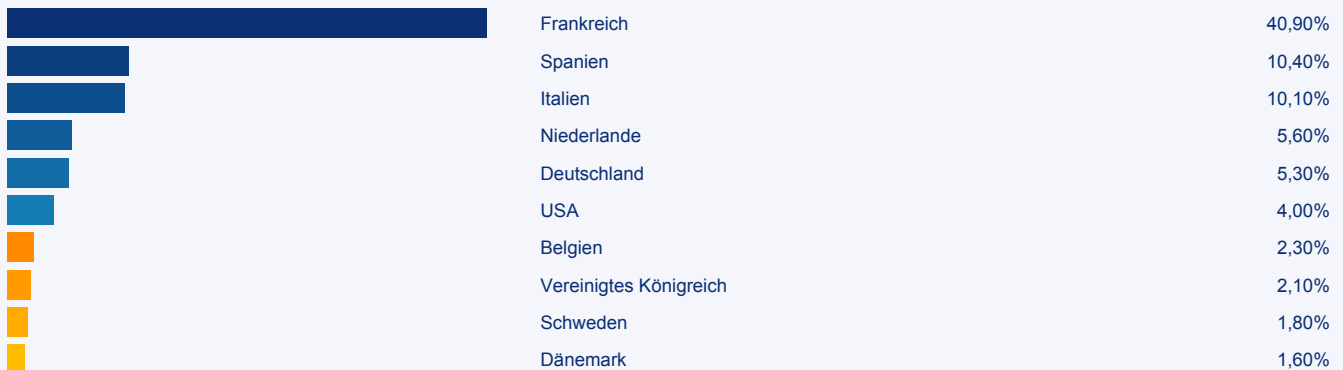 Frankreich 40,90%
Spanien 10,40%
Italien 10,10%
Niederlande 5,60%
Deutschland 5,30%
USA 4,00%
Belgien 2,30%
Vereinigtes Königreich 2,10%
Schweden 1,80%
Dänemark 1,60%